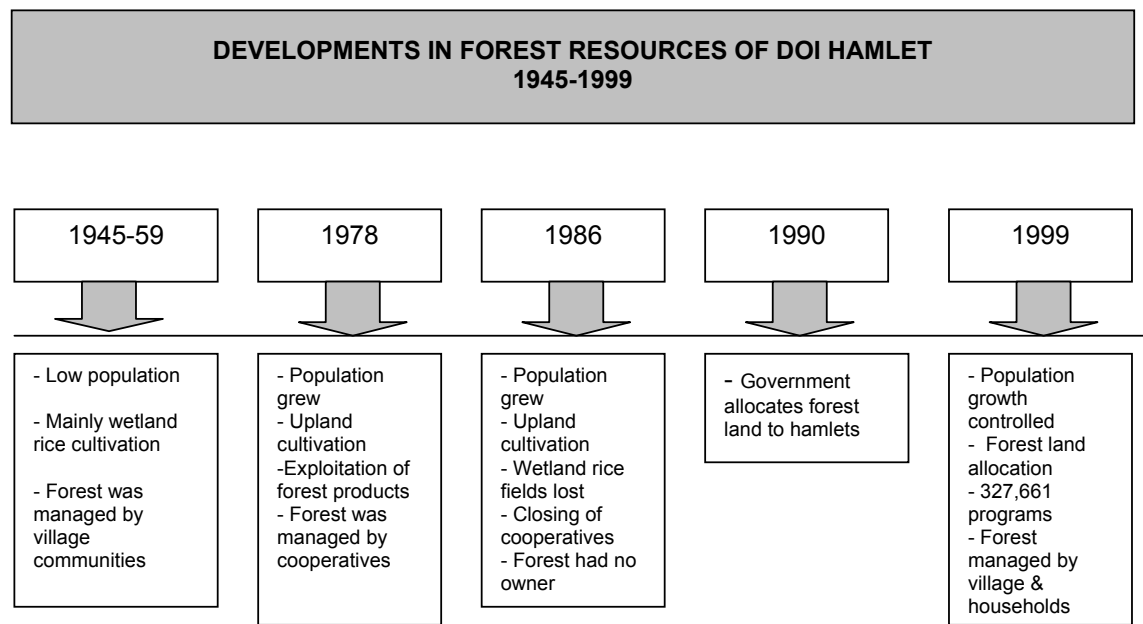 DEVELOPMENTS IN FOREST RESOURCES OF DOI HAMLET
1945-1999
1945-59
1978
1986
1990
1999
- Low population
- Mainly wetland
rice cultivation
- Forest was
managed by
village
communities
- Population
grew
- Upland
cultivation
-Exploitation of
forest products
- Forest was
managed by
cooperatives
- Population
grew
- Upland
cultivation
- Wetland rice
fields lost
- Closing of
cooperatives
- Forest had no
owner
- Government
allocates forest
land to hamlets
- Population
growth
controlled
- Forest land
allocation
- 327,661
programs
- Forest
managed by
village &
households